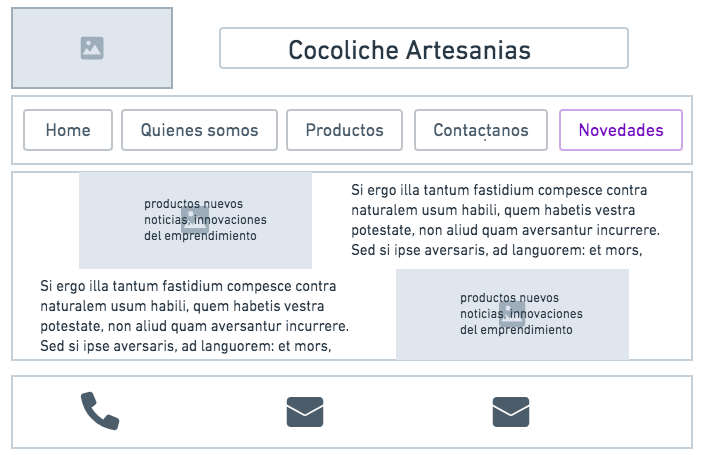 Cocoliche Artesanias
Home
Quienes somos
Productos
Contactanos
Novedades
productos nuevos
noticias, innovaciones
del emprendimiento
Si ergo illa tantum fastidium compesce contra
naturalem usum habili, quem habetis vestra
potestate, non aliud quam aversantur incurrere.
Sed si ipse aversaris, ad languorem: et mors,
Si ergo illa tantum fastidium compesce contra
naturalem usum habili, quem habetis vestra
potestate, non aliud quam aversantur incurrere.
Sed si ipse aversaris, ad languorem: et mors,
productos nuevos
noticias, innovaciones
del emprendimiento